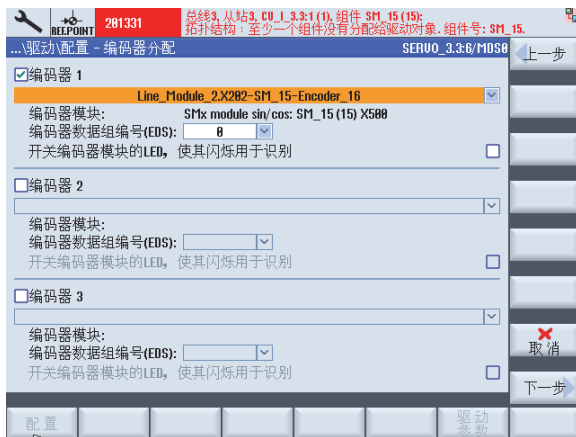 REF.POINT
201331
总线3, 从站3, CU_I_3.3:1 (1), 组件 SM_15 (15):
拓扑结构 : 至少一个组件没有分配给驱动对象. 组件号: SM_15.
...\驱动\配置 - 编码器分配
SERVO_3.3:6/MDS0
上一步
编码器 1
Line_Module_2.X202-SM_15-Encoder_16
编码器模块:
SMx module sin/cos: SM_15 (15) X500
编码器数据组编号(EDS):
0
开关编码器模块的LED，使其闪烁用于识别
编码器 2
编码器模块:
编码器数据组编号(EDS):
开关编码器模块的LED，使其闪烁用于识别
编码器 3
编码器模块:
编码器数据组编号(EDS):
开关编码器模块的LED，使其闪烁用于识别
取消
下一步
配置
驱动
参数